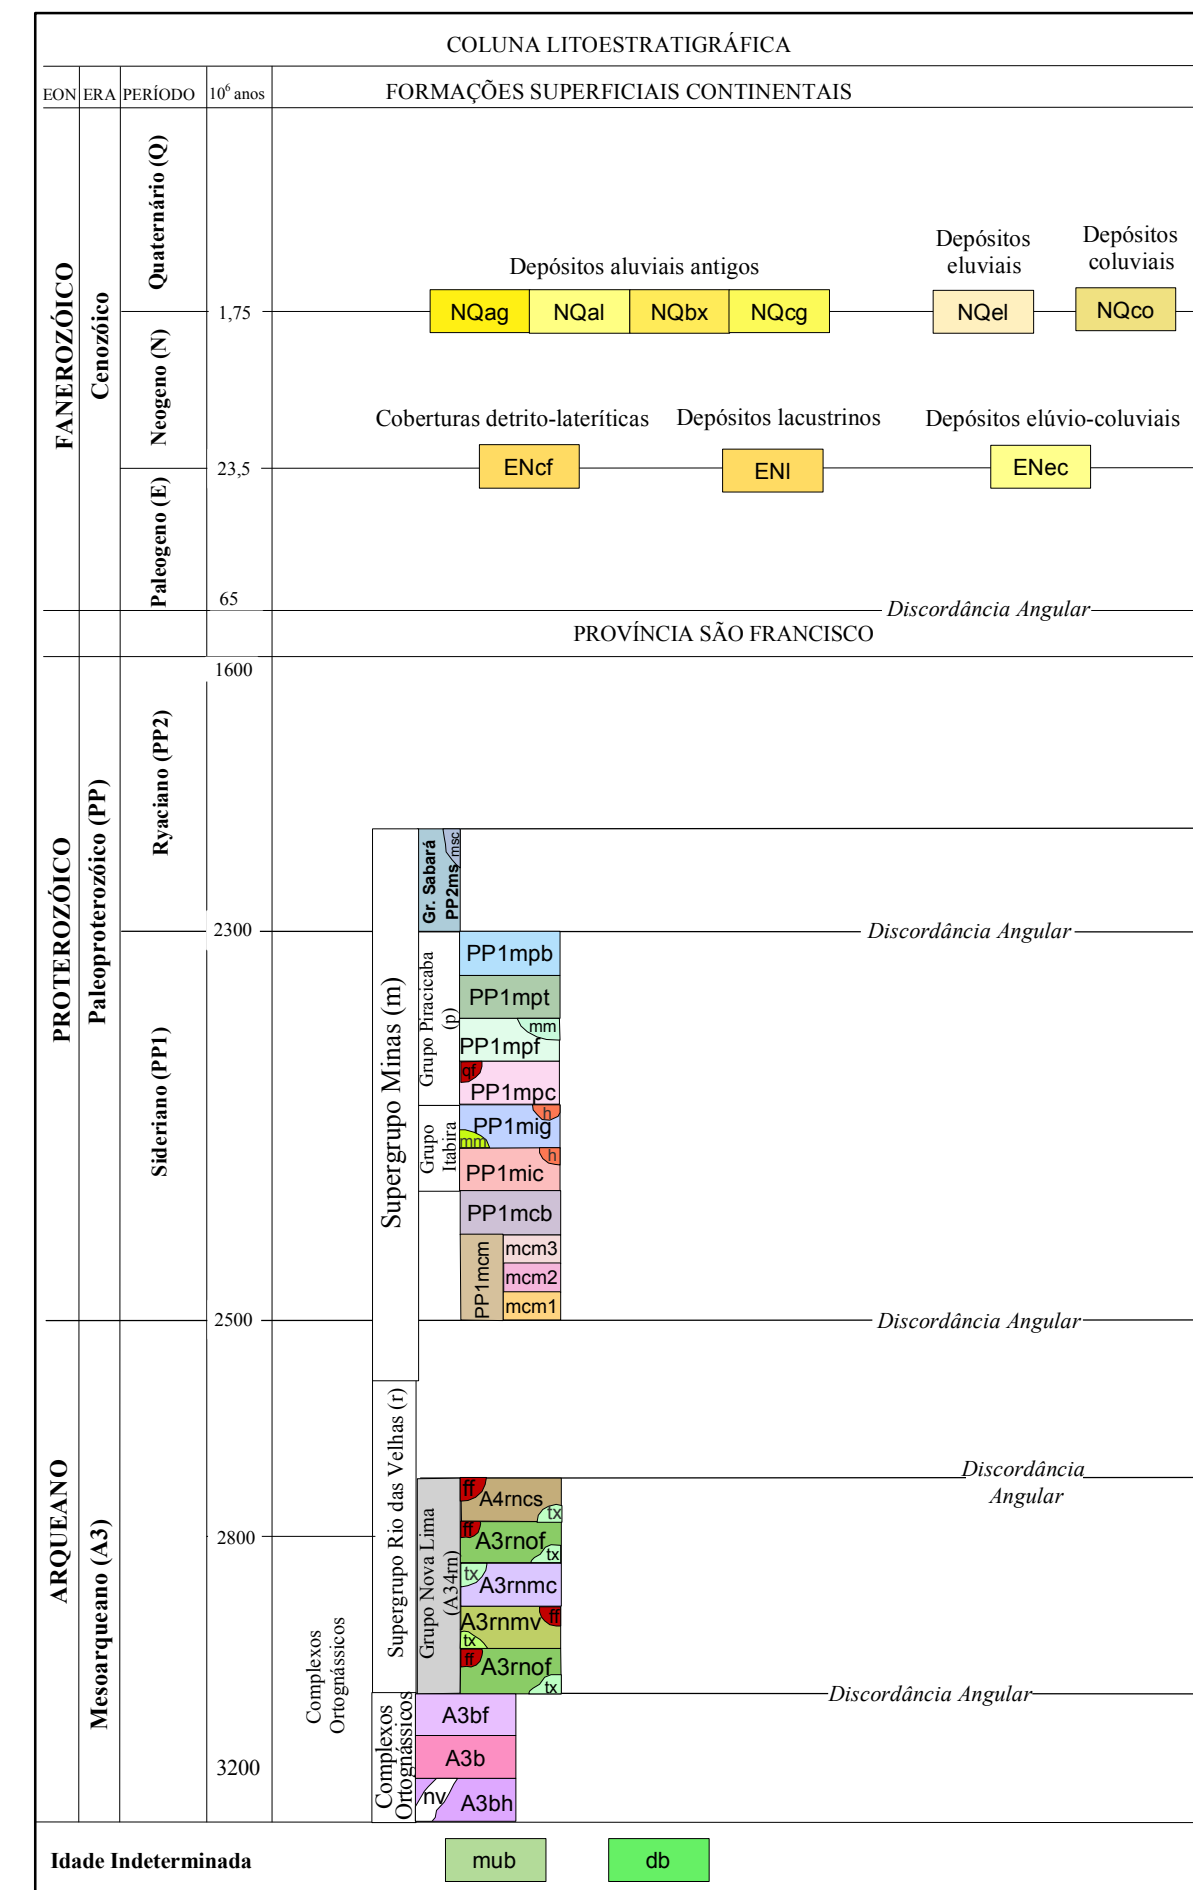 COLUNA LITOESTRATIGRÁFICA
EON ERA PERÍODO 10⁶ anos FORMAÇÕES SUPERFICIAIS CONTINENTAIS
FANEROZÓICO
Cenozóico
Quaternário (Q)
Neogeno (N)
Paleogeno (E)
Depósitos aluviais antigos
Depósitos
eluviais
Depósitos
coluviais
1,75 NQag NQal NQbx NQcg NQel NQco
Coberturas detrito-lateríticas Depósitos lacustrinos Depósitos elúvio-coluviais
23,5 ENcf ENl ENec
65 Discordância Angular
PROVÍNCIA SÃO FRANCISCO
1600
PROTEROZÓICO
Paleoproterozóico (PP)
Ryaciano (PP2)
Sideriano (PP1)
Supergrupo Minas (m)
Gr. Sabará
PP2ms
msc
2300 Discordância Angular
Grupo Piracicaba
(p)
PP1mpb
PP1mpt
mm
PP1mpf
qf
PP1mpc
Grupo
Itabira
h
PP1mig
mm
h
PP1mic
PP1mcb
PP1mcm
mcm3
mcm2
mcm1
2500 Discordância Angular
ARQUEANO
Mesoarqueano (A3)
Supergrupo Rio das Velhas (r)
Grupo Nova Lima
(A34rn)
Discordância
Angular
ff
A4rncs
tx
2800
ff
A3rnof
tx
tx
A3rnmc
A3rnmv
ff
tx
ff
A3rnof
tx
Discordância Angular
Complexos
Ortognássicos
Complexos
Ortognássicos
A3bf
3200 A3b
nv A3bh
Idade Indeterminada mub db